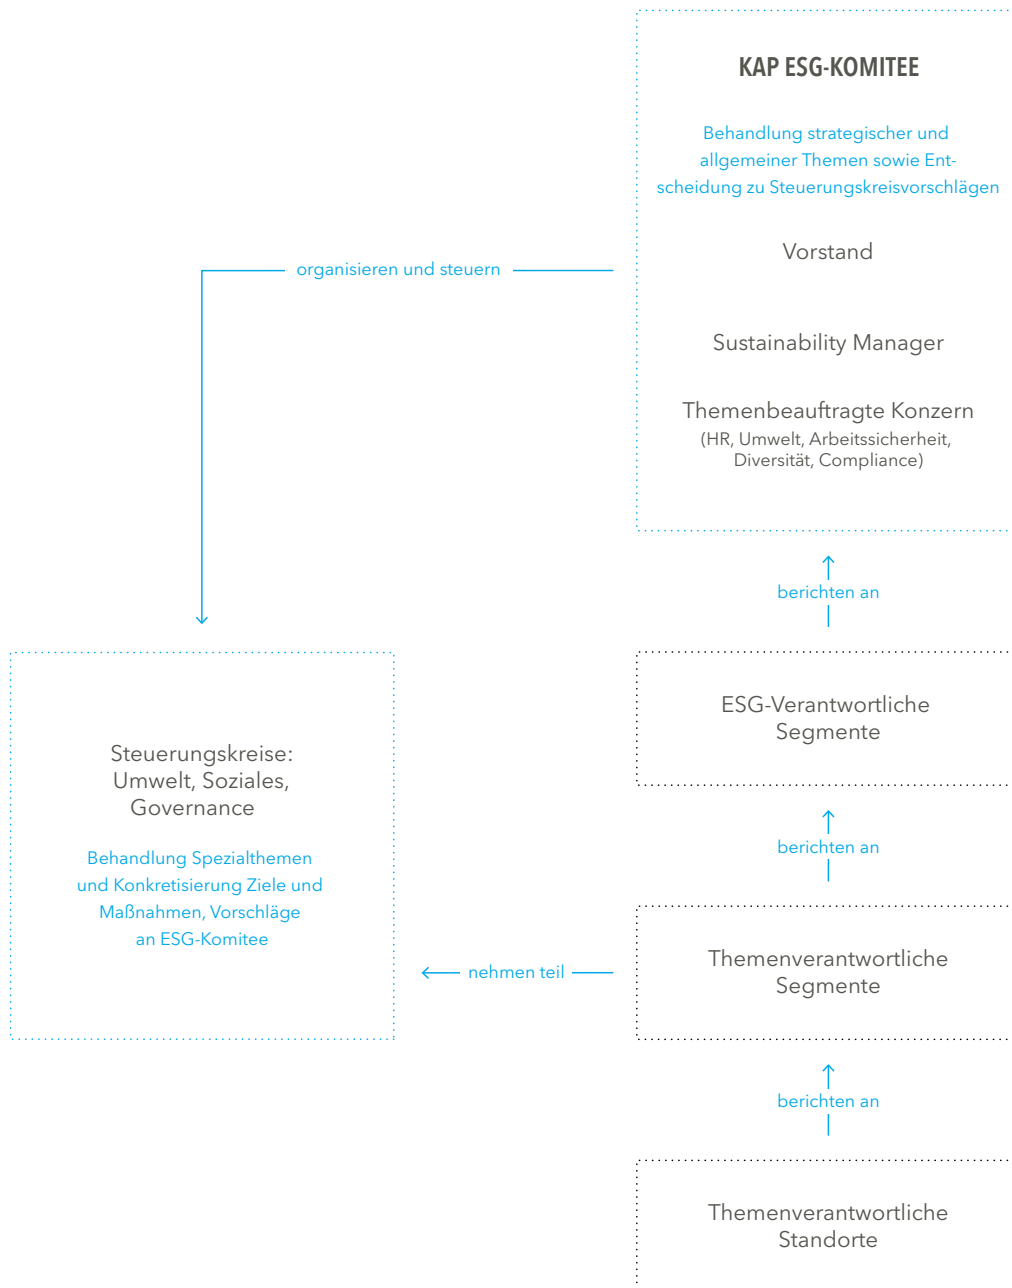 KAP ESG-KOMITEE
Behandlung strategischer und
allgemeiner Themen sowie Ent-
scheidung zu Steuerungskreisvorschlägen
Vorstand
organisieren und steuern
Sustainability Manager
Themenbeauftragte Konzern
(HR, Umwelt, Arbeitssicherheit,
Diversität, Compliance)
berichten an
ESG-Verantwortliche
Segmente
Steuerungskreise:
Umwelt, Soziales,
Governance
Behandlung Spezialthemen
und Konkretisierung Ziele und
Maßnahmen, Vorschläge
an ESG-Komitee
berichten an
Themenverantwortliche
Segmente
nehmen teil
berichten an
Themenverantwortliche
Standorte